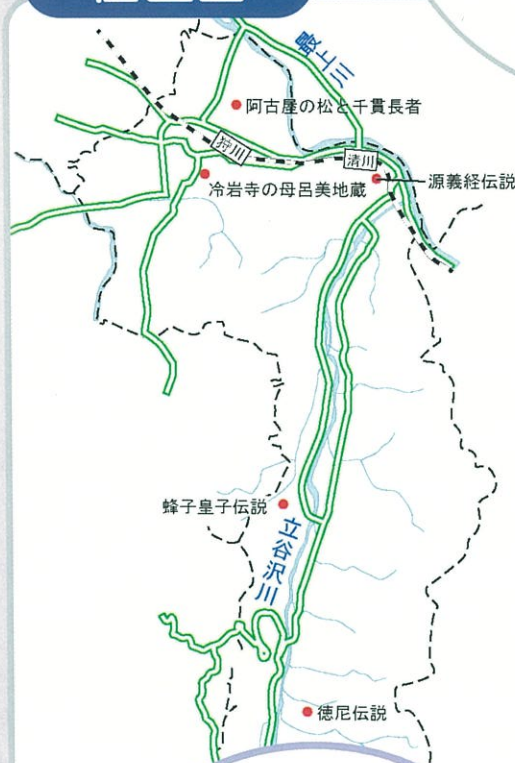 最上川
阿古屋の松と千貫長者
狩川
清川
冷岩寺の母呂美地蔵
源義経伝説
蜂子皇子伝説
立谷沢川
徳尼伝説